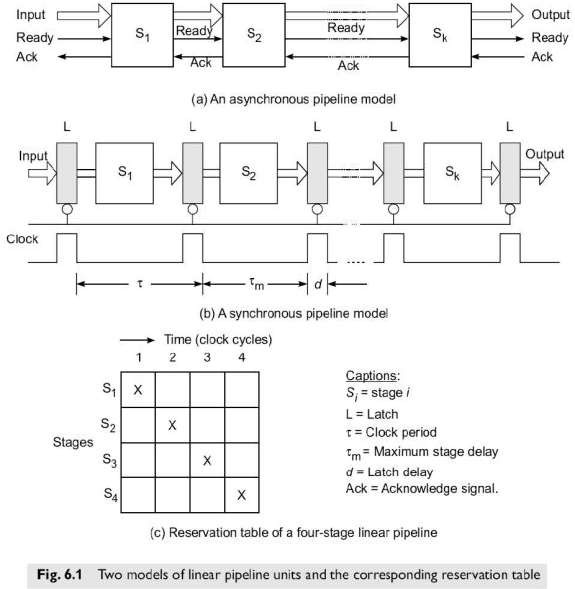 Input Output
Ready S1 Ready S2 Ready Sk Ready
Ack Ack Ack Ack
(a) An asynchronous pipeline model
L L L L L
Input S1 S2 Sk Output
Clock
τ τm d
(b) A synchronous pipeline model
Time (clock cycles)
1 2 3 4
S1 X
S2 X
Stages
S3 X
S4 X
Captions:
Si = stage i
L = Latch
τ = Clock period
τm = Maximum stage delay
d = Latch delay
Ack = Acknowledge signal.
(c) Reservation table of a four-stage linear pipeline
Fig. 6.1 Two models of linear pipeline units and the corresponding reservation table